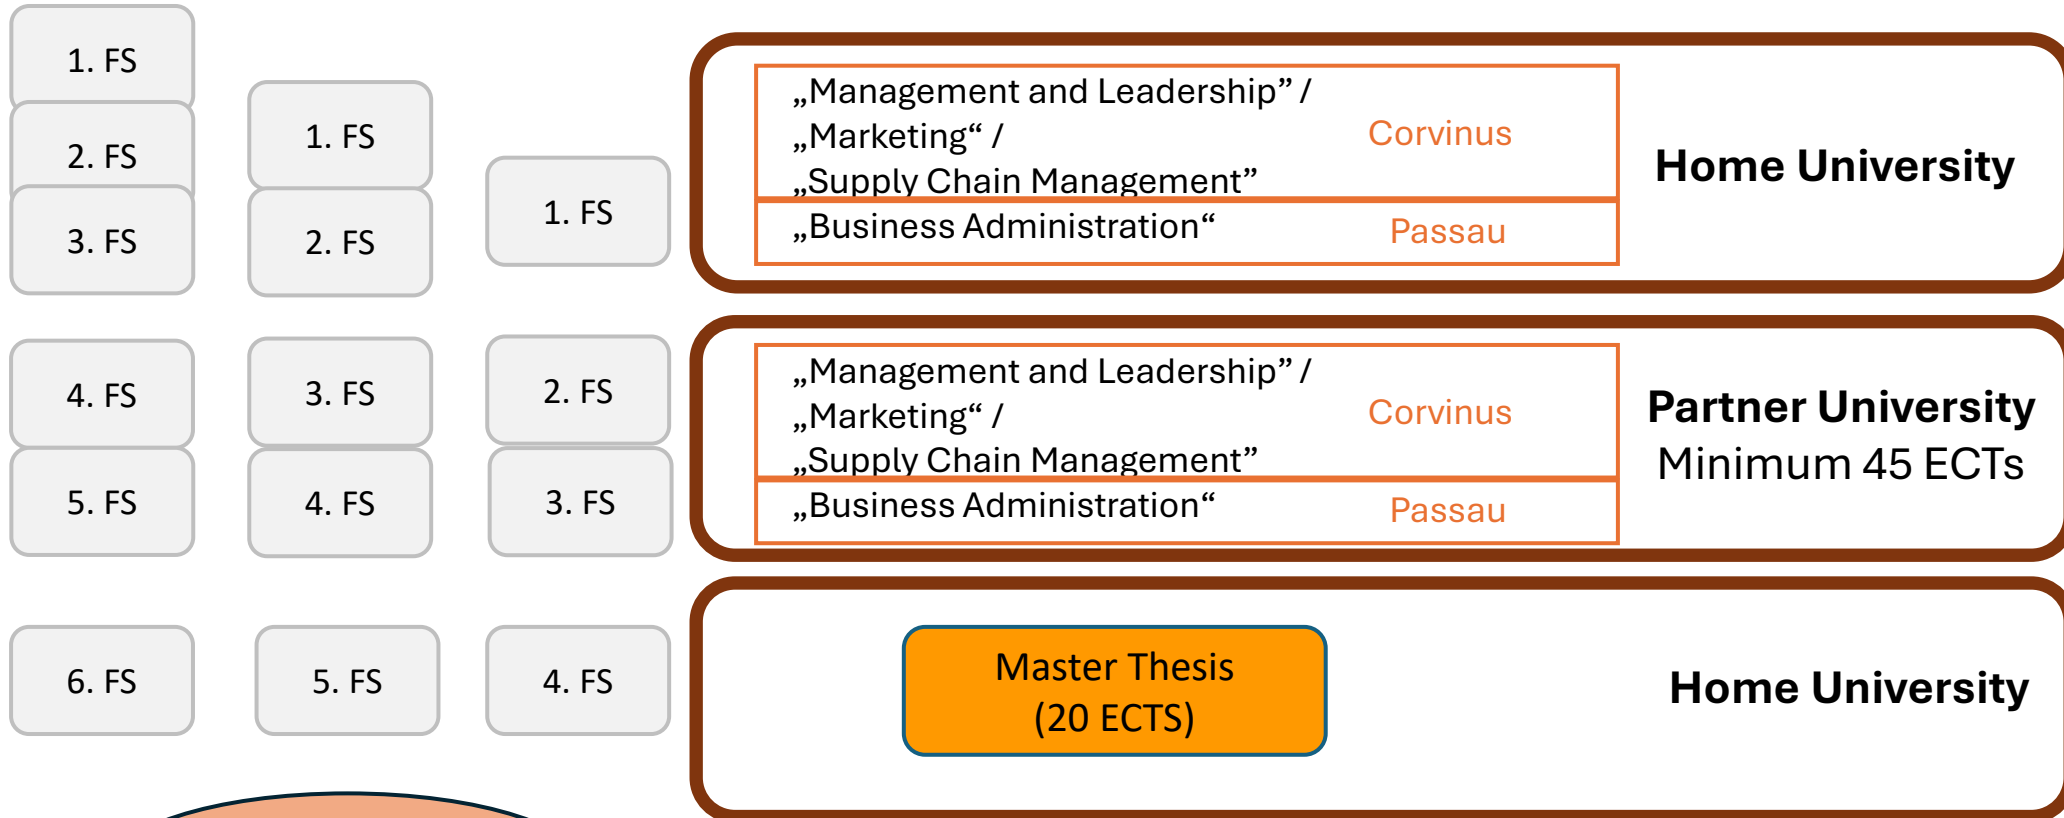 1. FS
2. FS
3. FS
1. FS
2. FS
1. FS
„Management and Leadership” /
„Marketing“ /
„Supply Chain Management”
Corvinus
„Business Administration“
Passau
Home University
4. FS
5. FS
3. FS
4. FS
2. FS
3. FS
„Management and Leadership” /
„Marketing“ /
„Supply Chain Management”
Corvinus
„Business Administration“
Passau
Partner University
Minimum 45 ECTs
6. FS
5. FS
4. FS
Master Thesis
(20 ECTS)
Home University